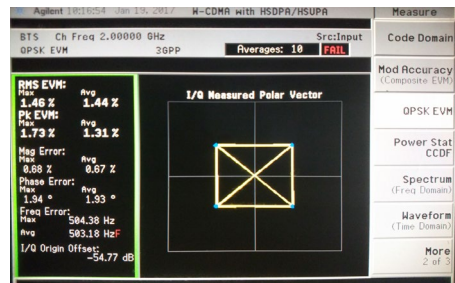 Agilent 10:16:54 Jan 19, 2017 W-CDMA with HSDPA/HSUPA Measure
BTS Ch Freq 2.00000 GHz Src:Input
QPSK EVM 3GPP Averages: 10 FAIL
RMS EVM:
Max Avg
1.46 % 1.44 %
Pk EVM:
Max Avg
1.73 % 1.31 %
Mag Error:
Max Avg
0.68 % 0.67 %
Phase Error:
Max Avg
1.94 ° 1.93 °
Freq Error:
Max 504.38 Hz
Avg 503.18 HzF
I/Q Origin Offset:
-54.77 dB
I/Q Measured Polar Vector
Code Domain
Mod Accuracy
(Composite EVM)
QPSK EVM
Power Stat
CCDF
Spectrum
(Freq Domain)
Waveform
(Time Domain)
More
2 of 3